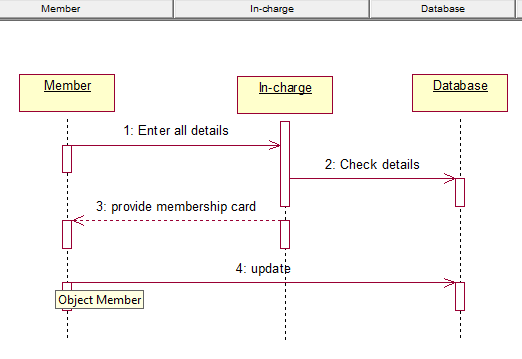 Member In-charge Database
Member In-charge Database
1: Enter all details
2: Check details
3: provide membership card
4: update
Object Member